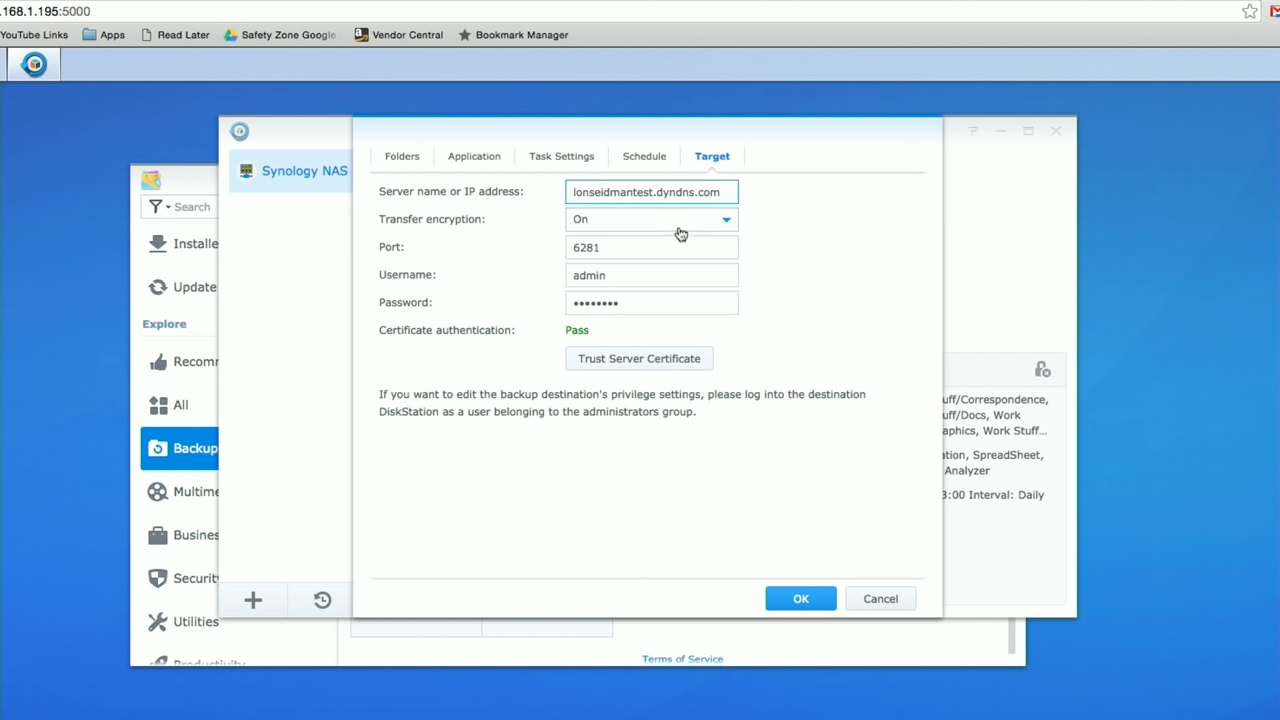 .168.1.195:5000
YouTube Links Apps Read Later Safety Zone Google Vendor Central Bookmark Manager
Synology NAS
Search
Installe
Update
Explore
Recomm
All
Backup
Multime
Busines
Security
Utilities
Productivity
Folders Application Task Settings Schedule Target
Server name or IP address: lonseidmantest.dyndns.com
Transfer encryption: On
Port: 6281
Username: admin
Password: ••••••••
Certificate authentication: Pass
Trust Server Certificate
If you want to edit the backup destination's privilege settings, please log into the destination
DiskStation as a user belonging to the administrators group.
OK Cancel
uff/Correspondence,
uff/Docs, Work
aphics, Work Stuff...
ation, SpreadSheet,
Analyzer
3:00 Interval: Daily
Terms of Service